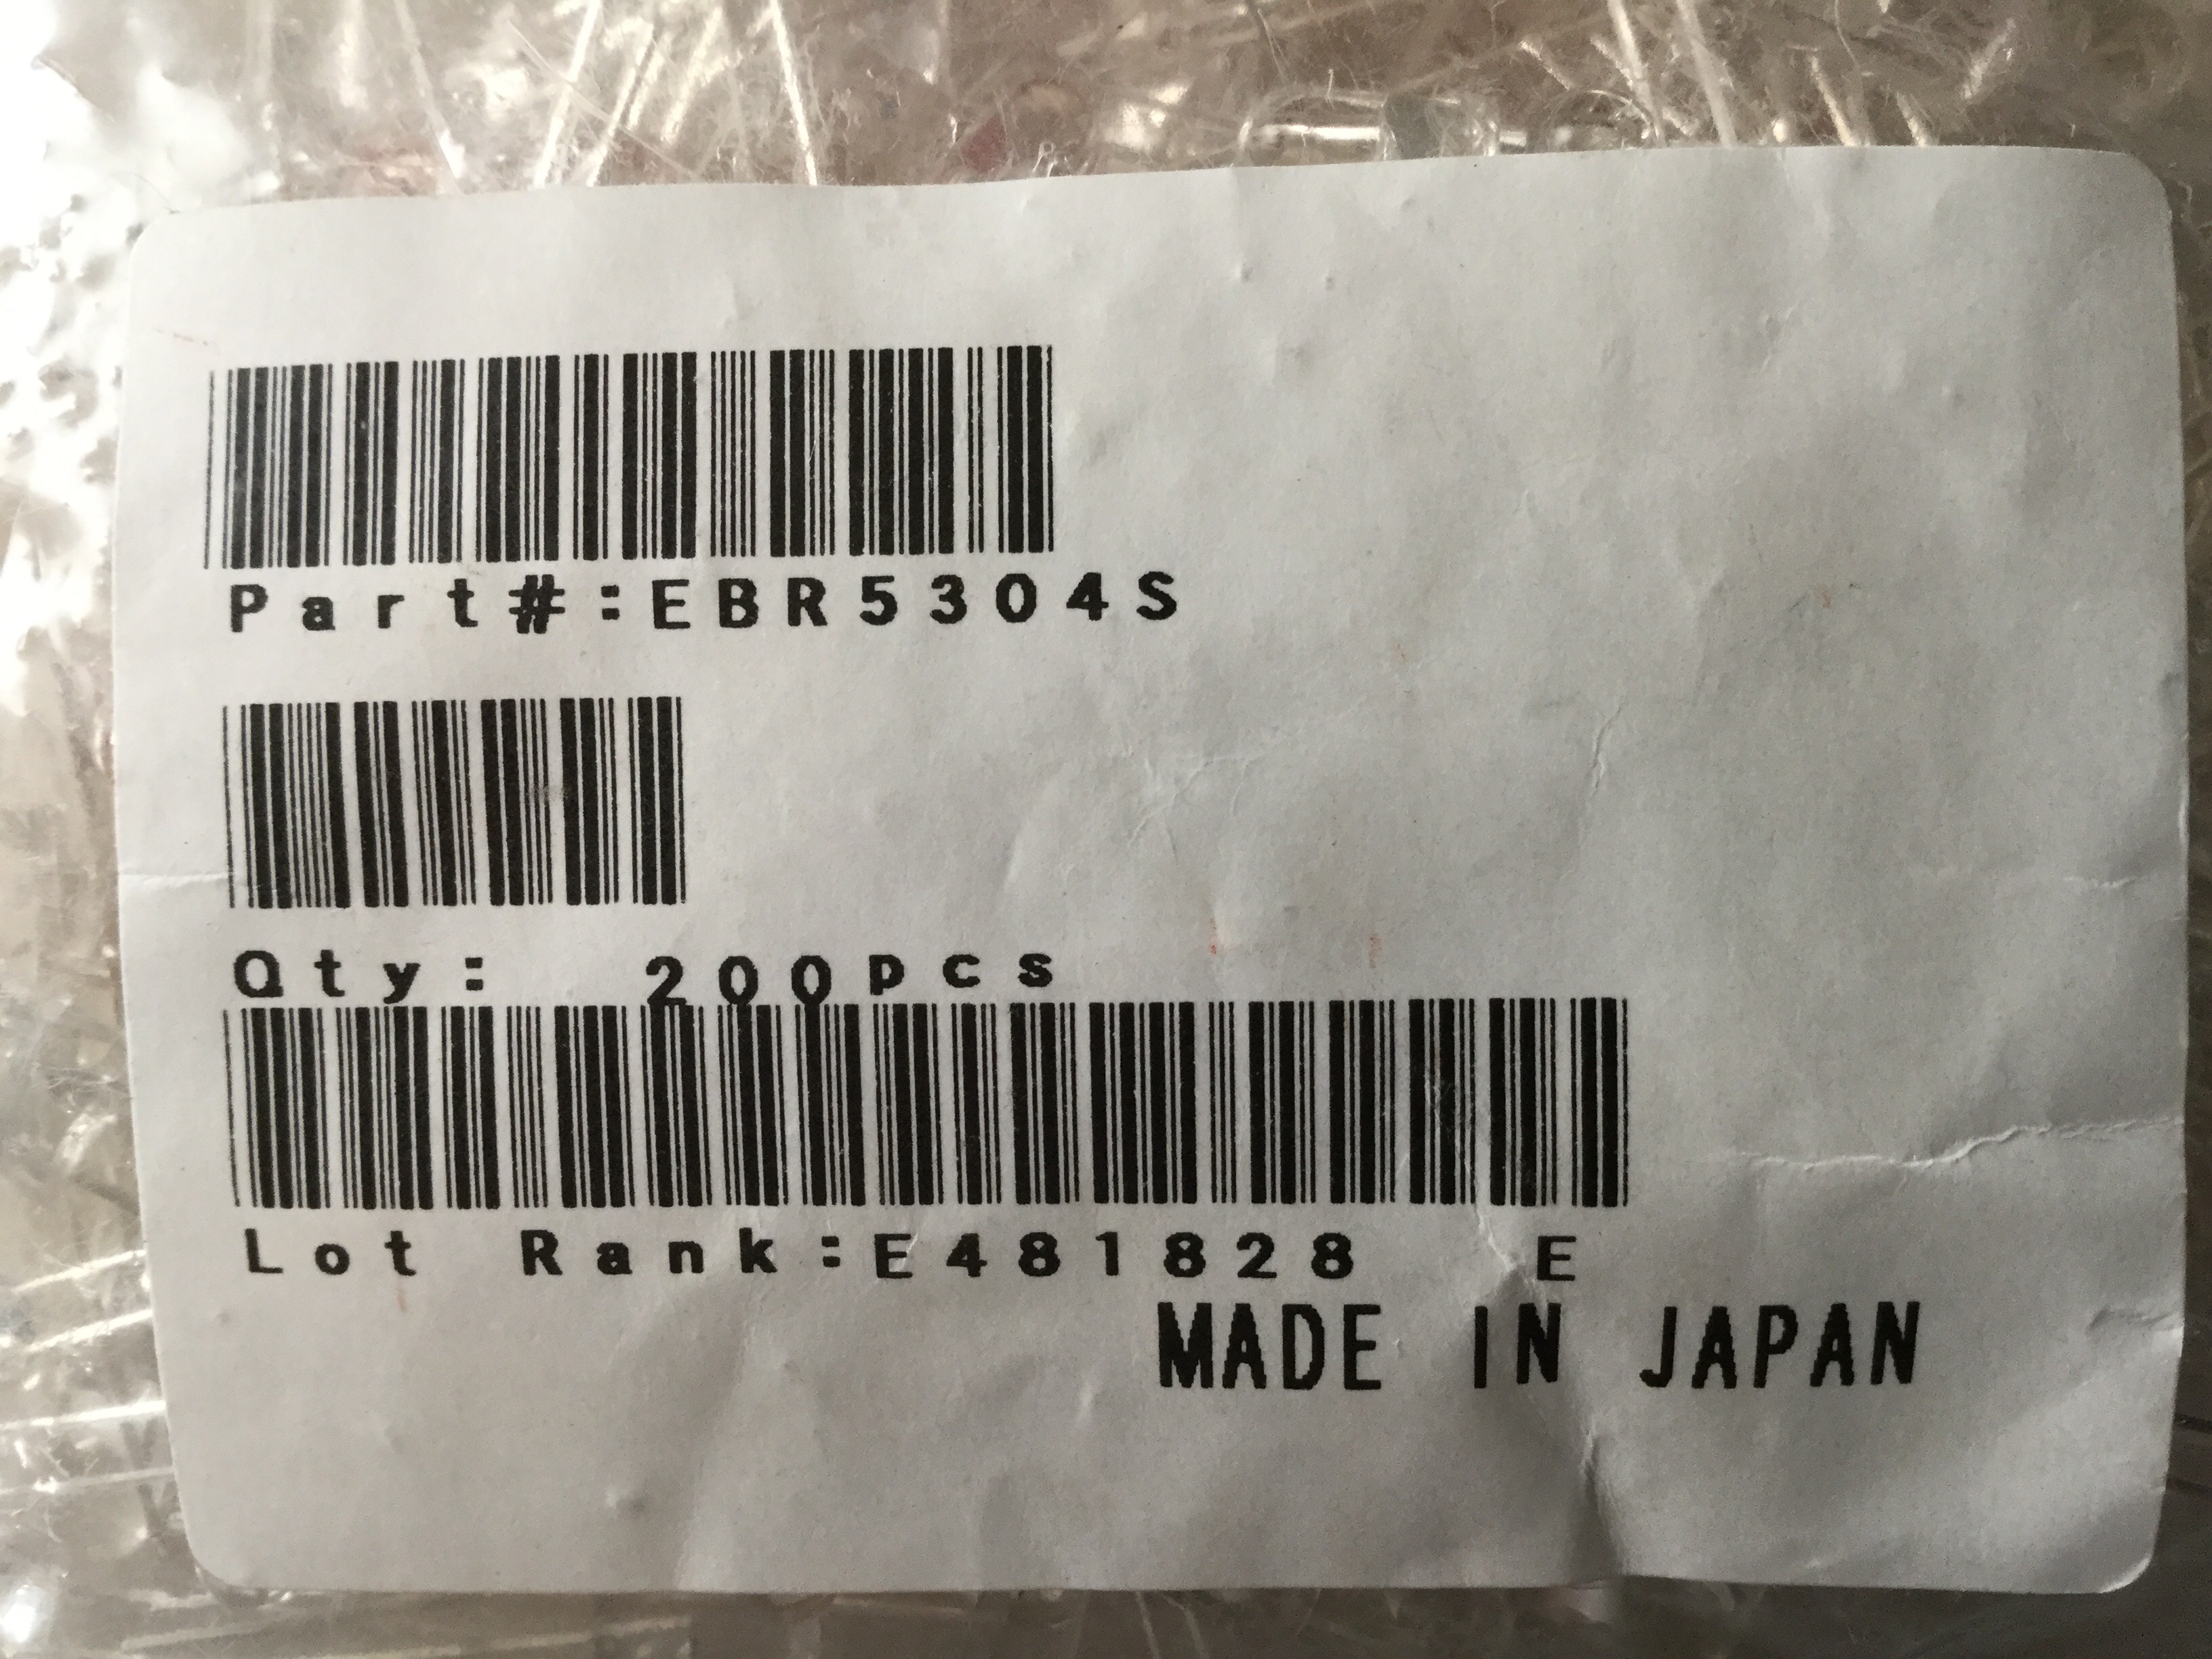 Part#:EBR5304S
Qty: 200pcs
Lot Rank:E481828 E
MADE IN JAPAN